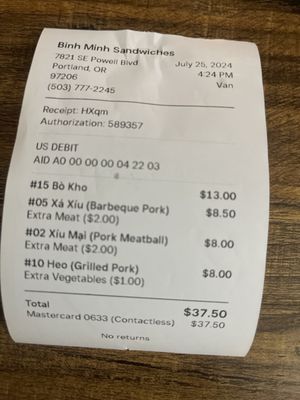 Binh Minh Sandwiches
7821 SE Powell Blvd July 25, 2024
Portland, OR 4:24 PM
97206 Van
(503) 777-2245
Receipt: HXqm
Authorization: 589357
US DEBIT
AID A0 00 00 00 04 22 03
#15 Bò Kho $13.00
#05 Xá Xíu (Barbeque Pork) $8.50
Extra Meat ($2.00)
#02 Xíu Mại (Pork Meatball) $8.00
Extra Meat ($2.00)
#10 Heo (Grilled Pork) $8.00
Extra Vegetables ($1.00)
Total $37.50
Mastercard 0633 (Contactless) $37.50
No returns